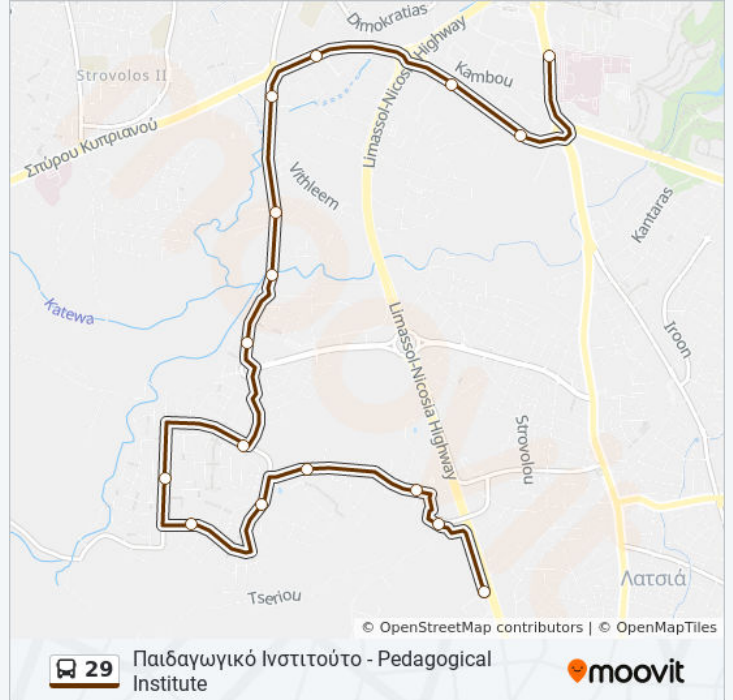 Dimokratias
Strovolos II
Kambou
Limassol-Nicosia Highway
Σπύρου Κυπριανού
Vithleem
Kantaras
Katewa
Iroon
Limassol-Nicosia Highway
Strovolou
Tseriou
Λατσιά
© OpenStreetMap contributors | © OpenMapTiles
29
Παιδαγωγικό Ινστιτούτο - Pedagogical
Institute
moovit